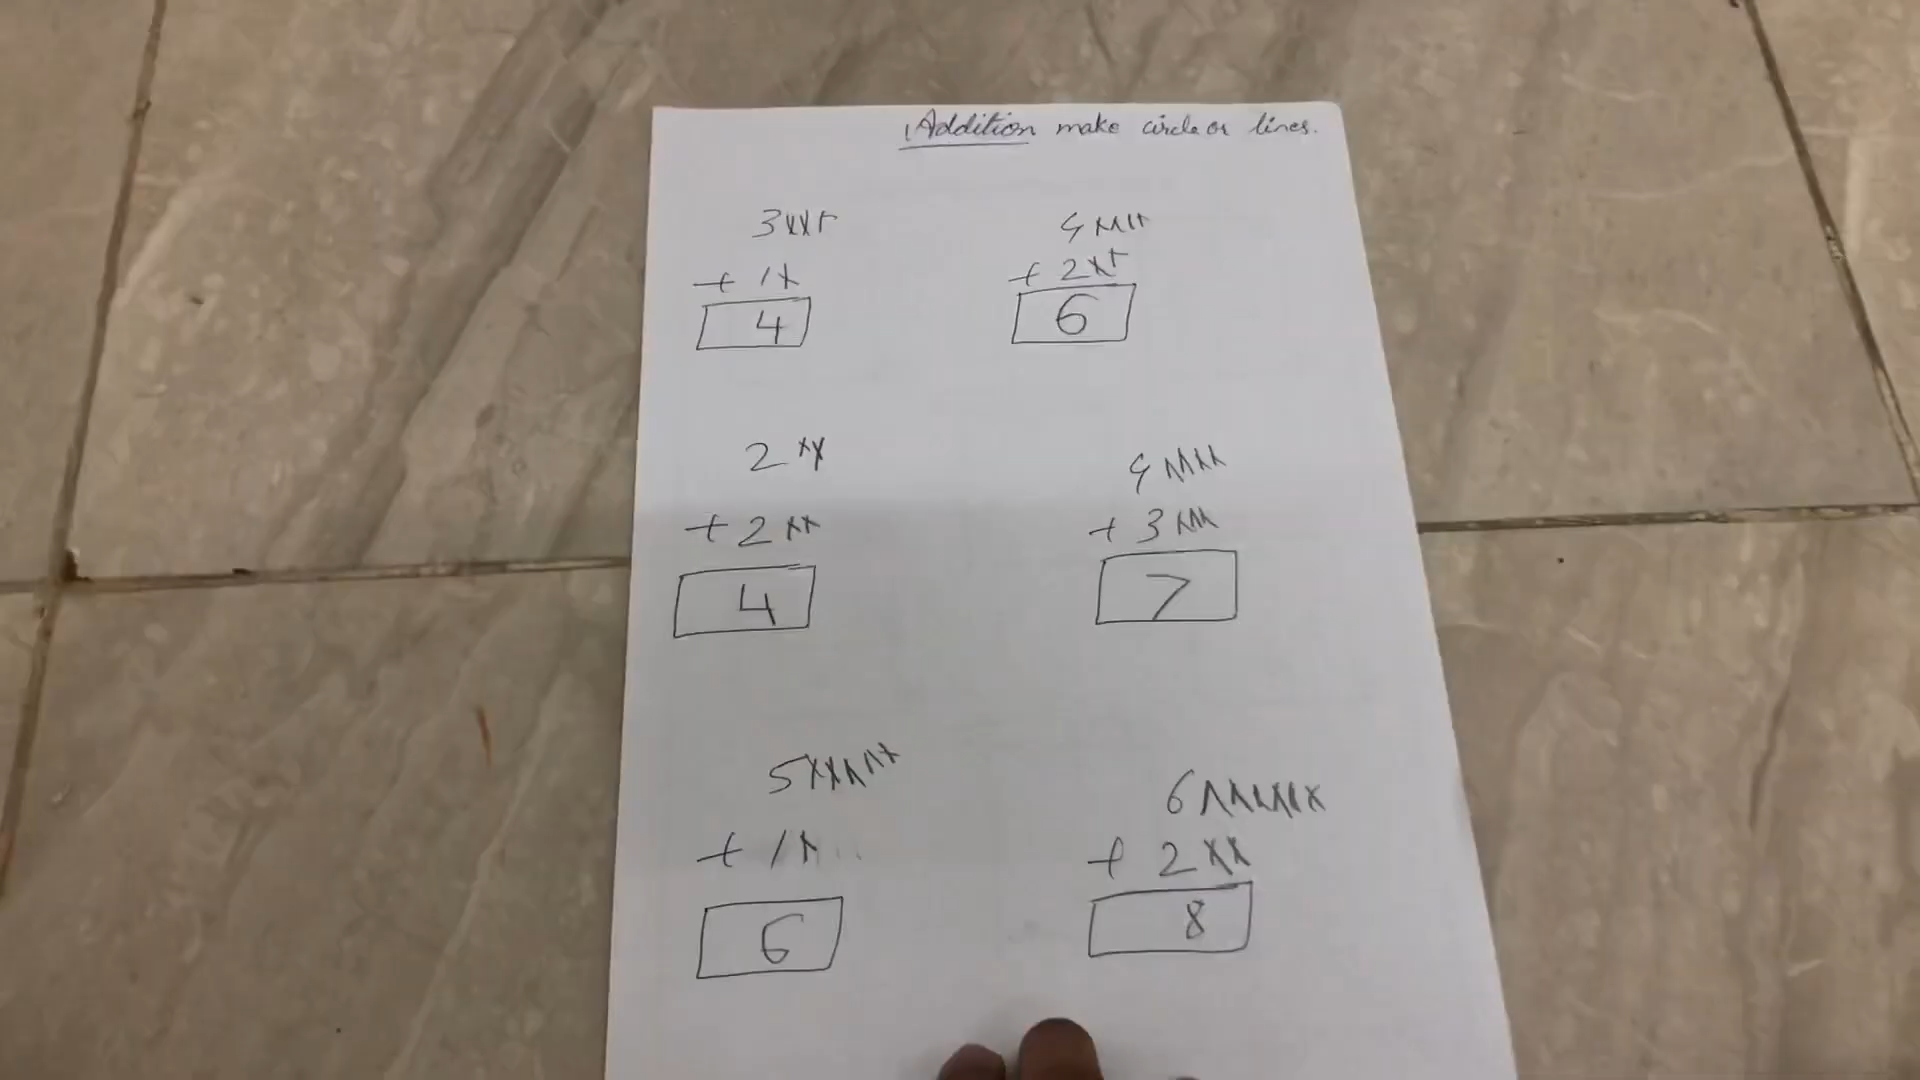 Addition make circle or lines.
3 4
+ 1 + 2
4 6
2 4
+ 2 + 3
4 7
5 6
+ 1 + 2
6 8